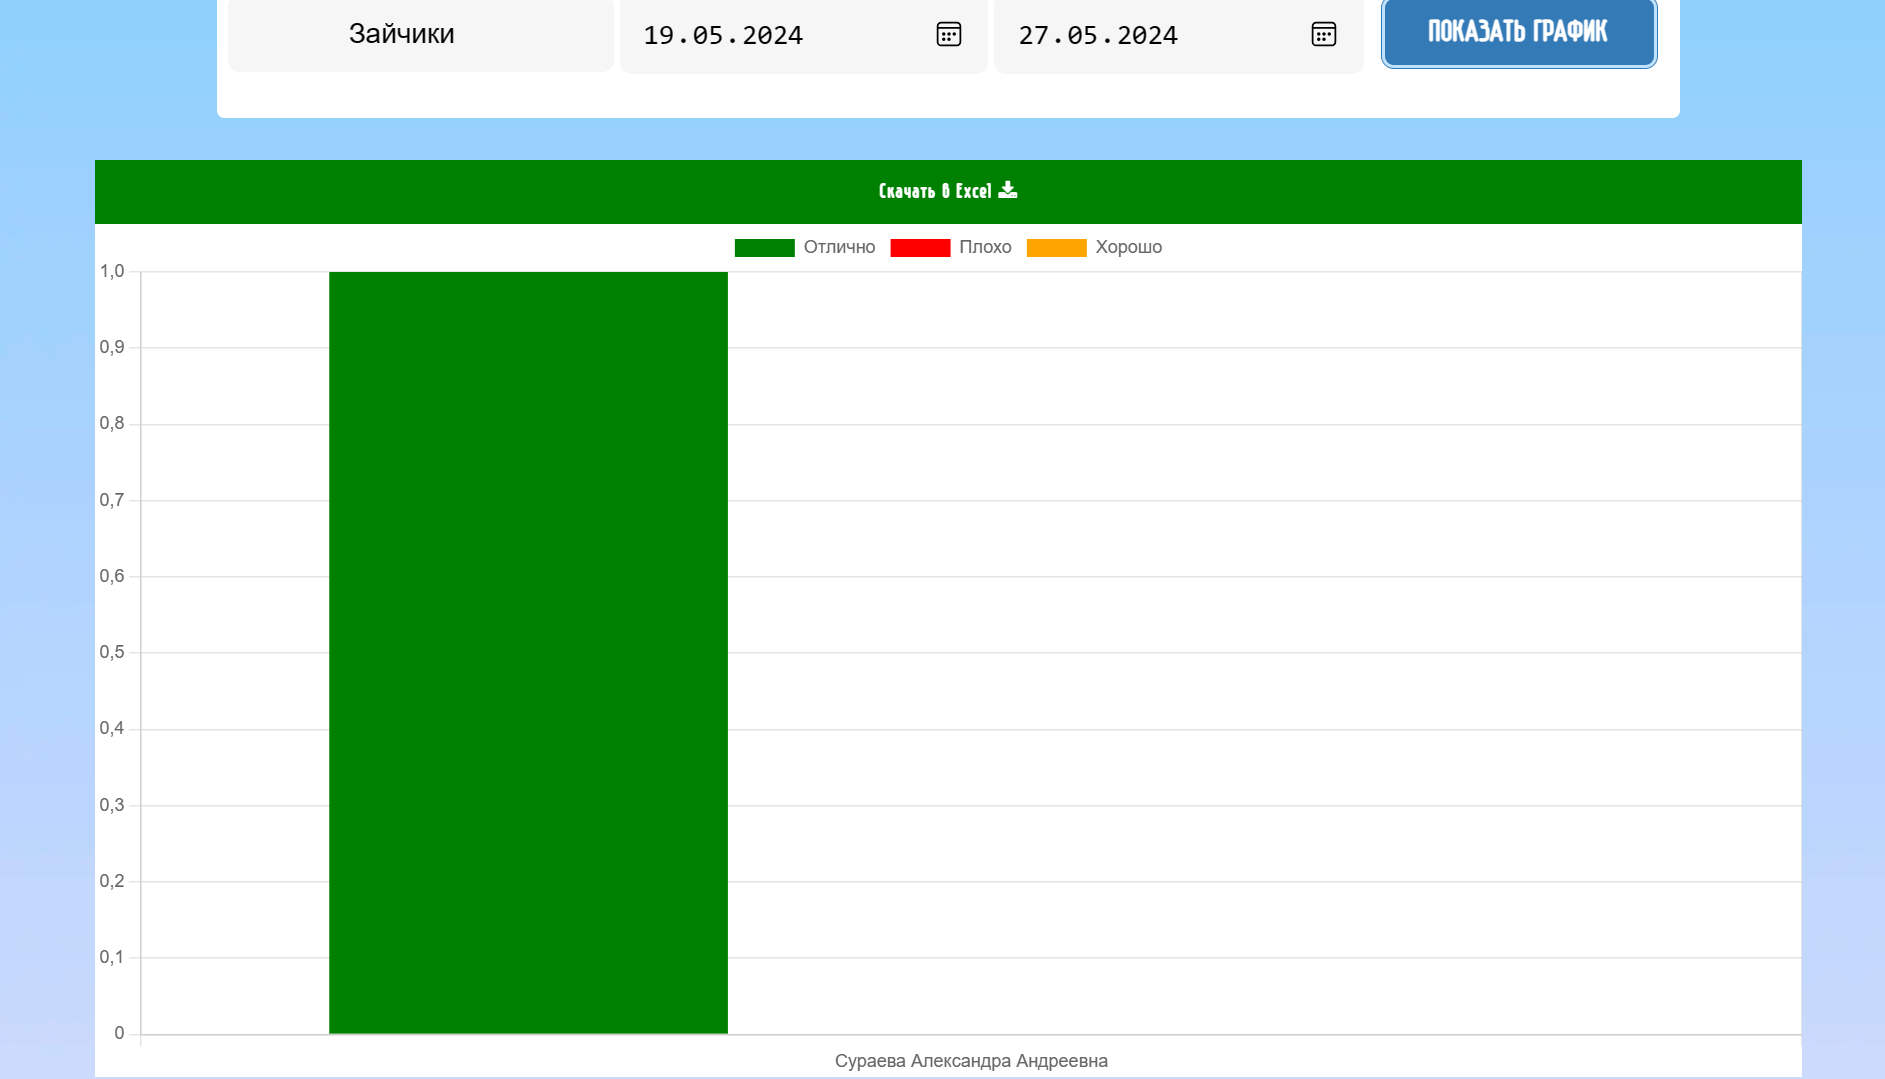 Зайчики 19.05.2024 27.05.2024 ПОКАЗАТЬ ГРАФИК
Скачать в Excel
Отлично Плохо Хорошо
1,0
0,9
0,8
0,7
0,6
0,5
0,4
0,3
0,2
0,1
0
Сураева Александра Андреевна